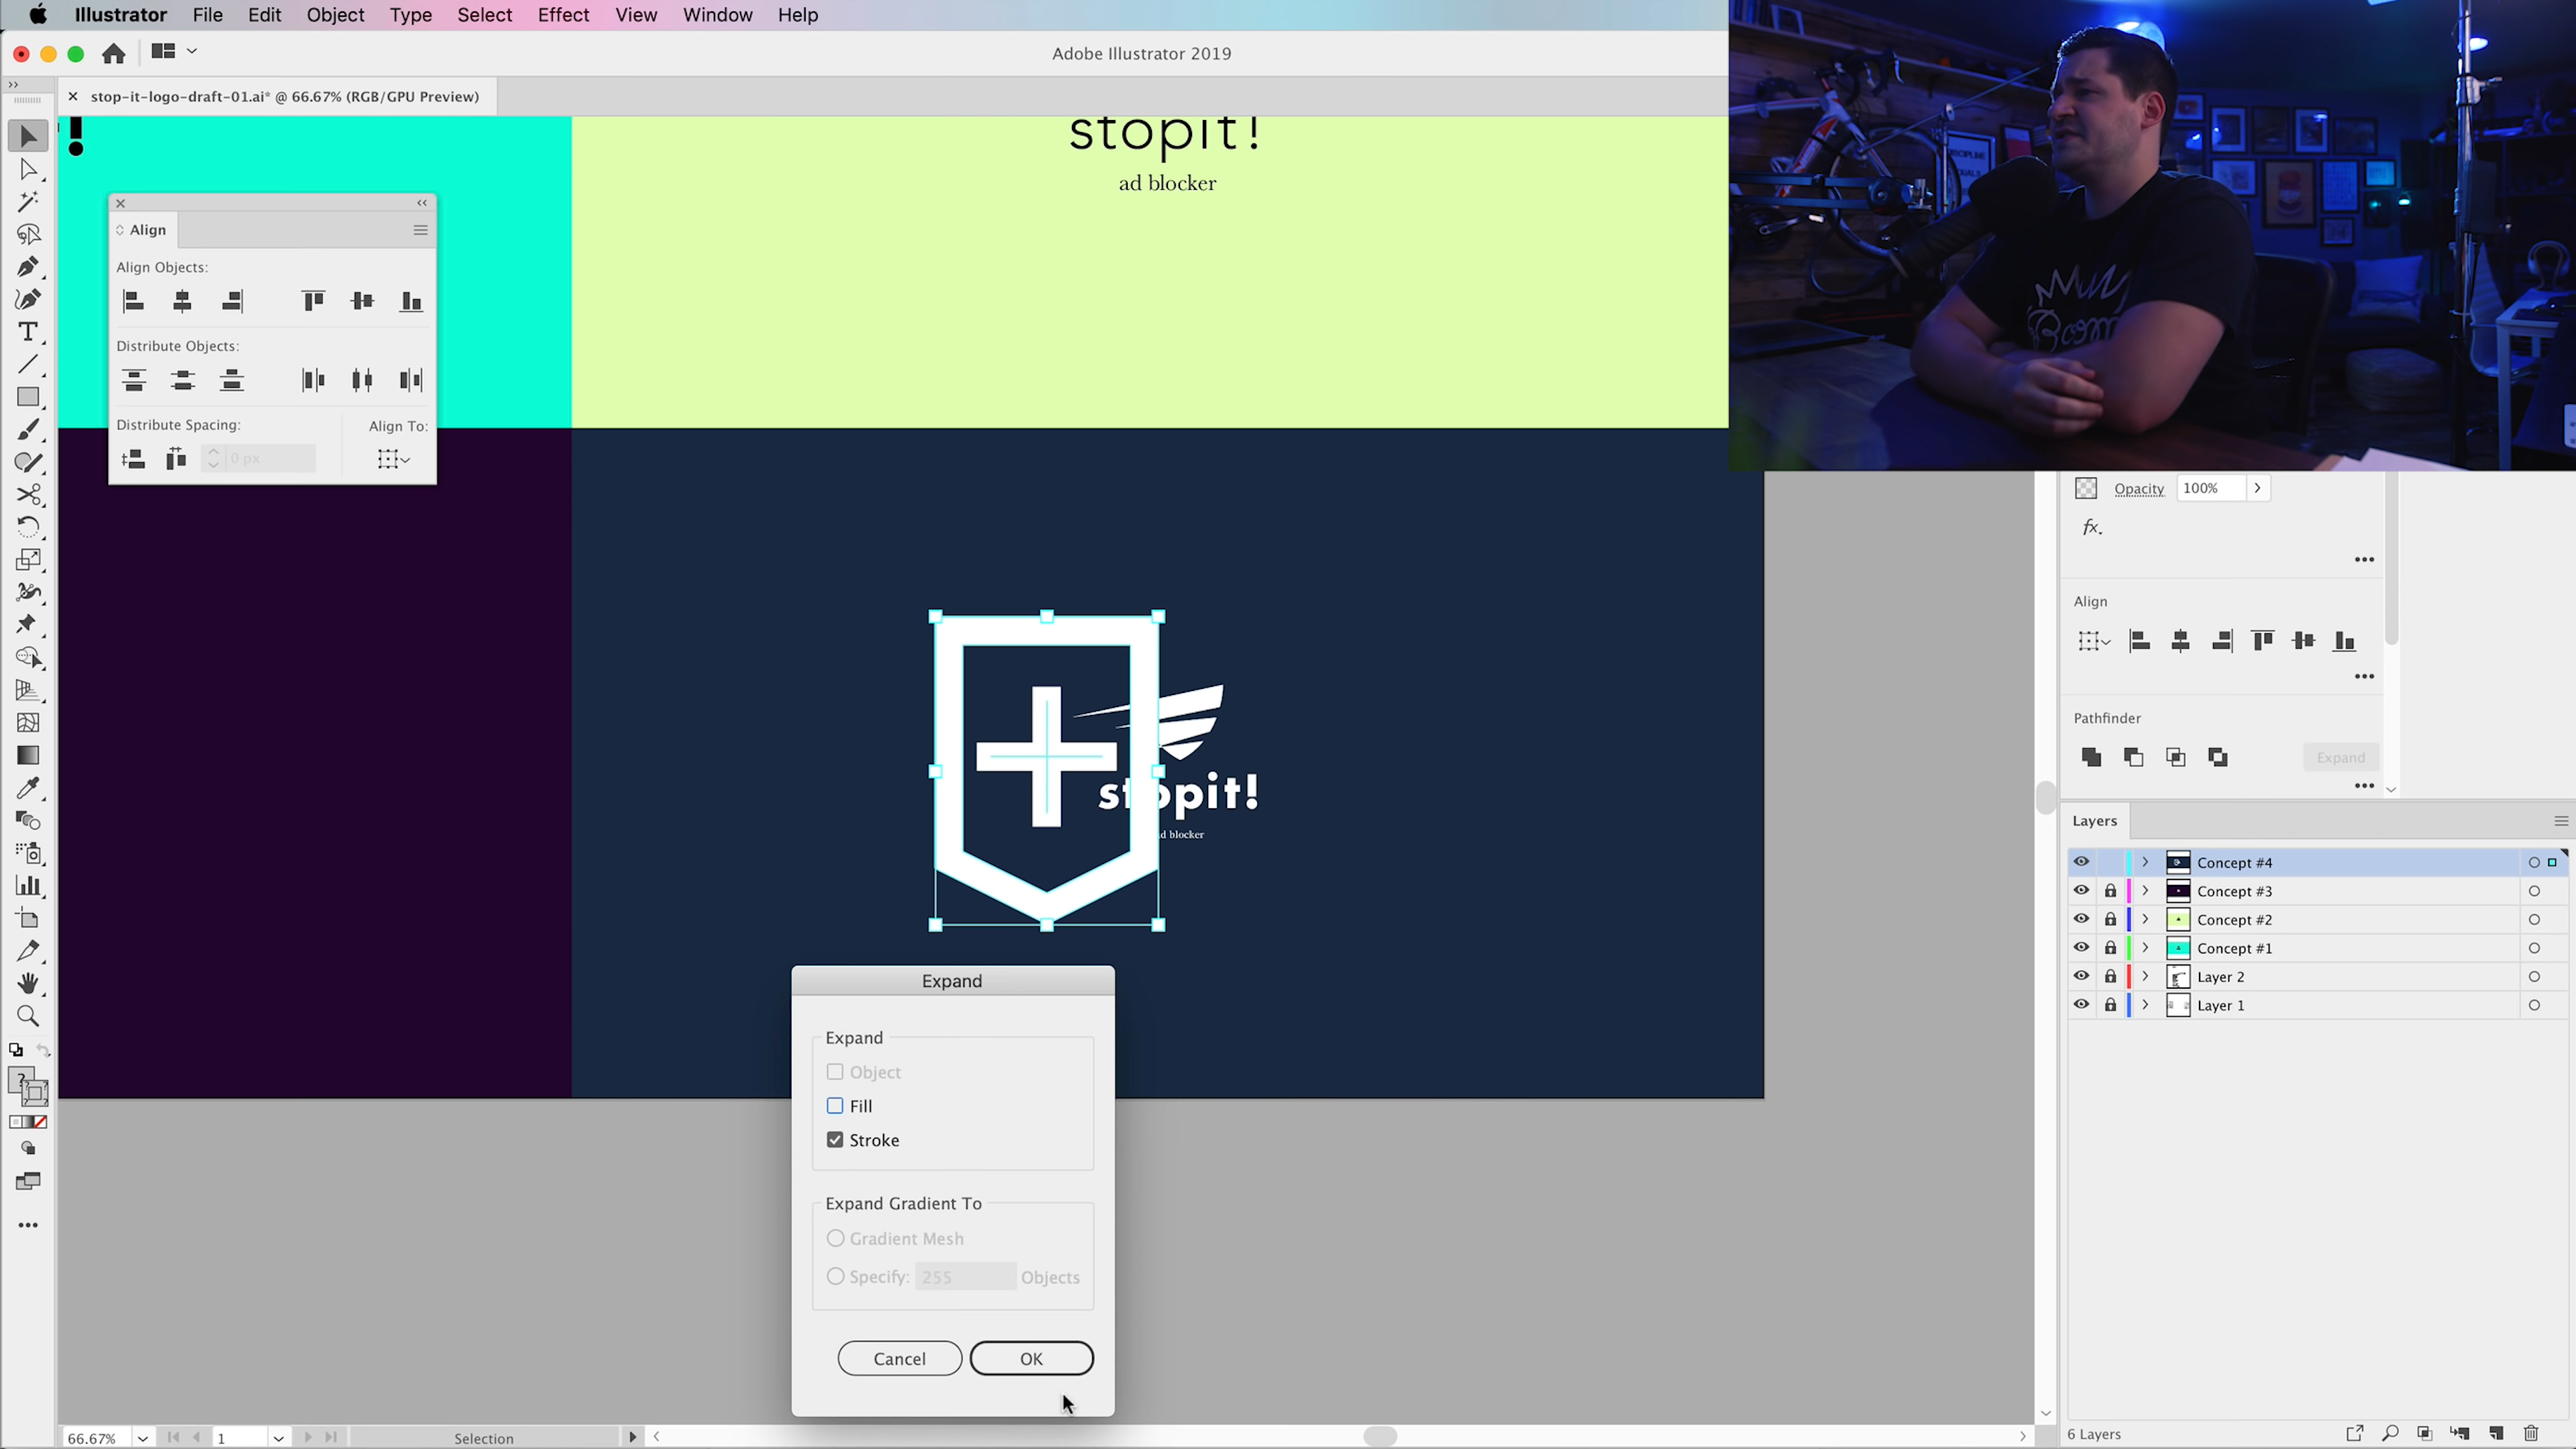 Illustrator File Edit Object Type Select Effect View Window Help
Adobe Illustrator 2019
stop-it-logo-draft-01.ai* @ 66.67% (RGB/GPU Preview)
!
stopit!
ad blocker
Align
Align Objects:
Distribute Objects:
Distribute Spacing:
Align To:
0 px
DISCIPLINE
Opacity 100%
fx.
Align
Pathfinder
Expand
stopit!
ad blocker
Layers
Concept #4
Concept #3
Concept #2
Concept #1
Layer 2
Layer 1
Expand
Expand
Object
Fill
Stroke
Expand Gradient To
Gradient Mesh
Specify: 255 Objects
Cancel OK
66.67% 1 Selection
6 Layers